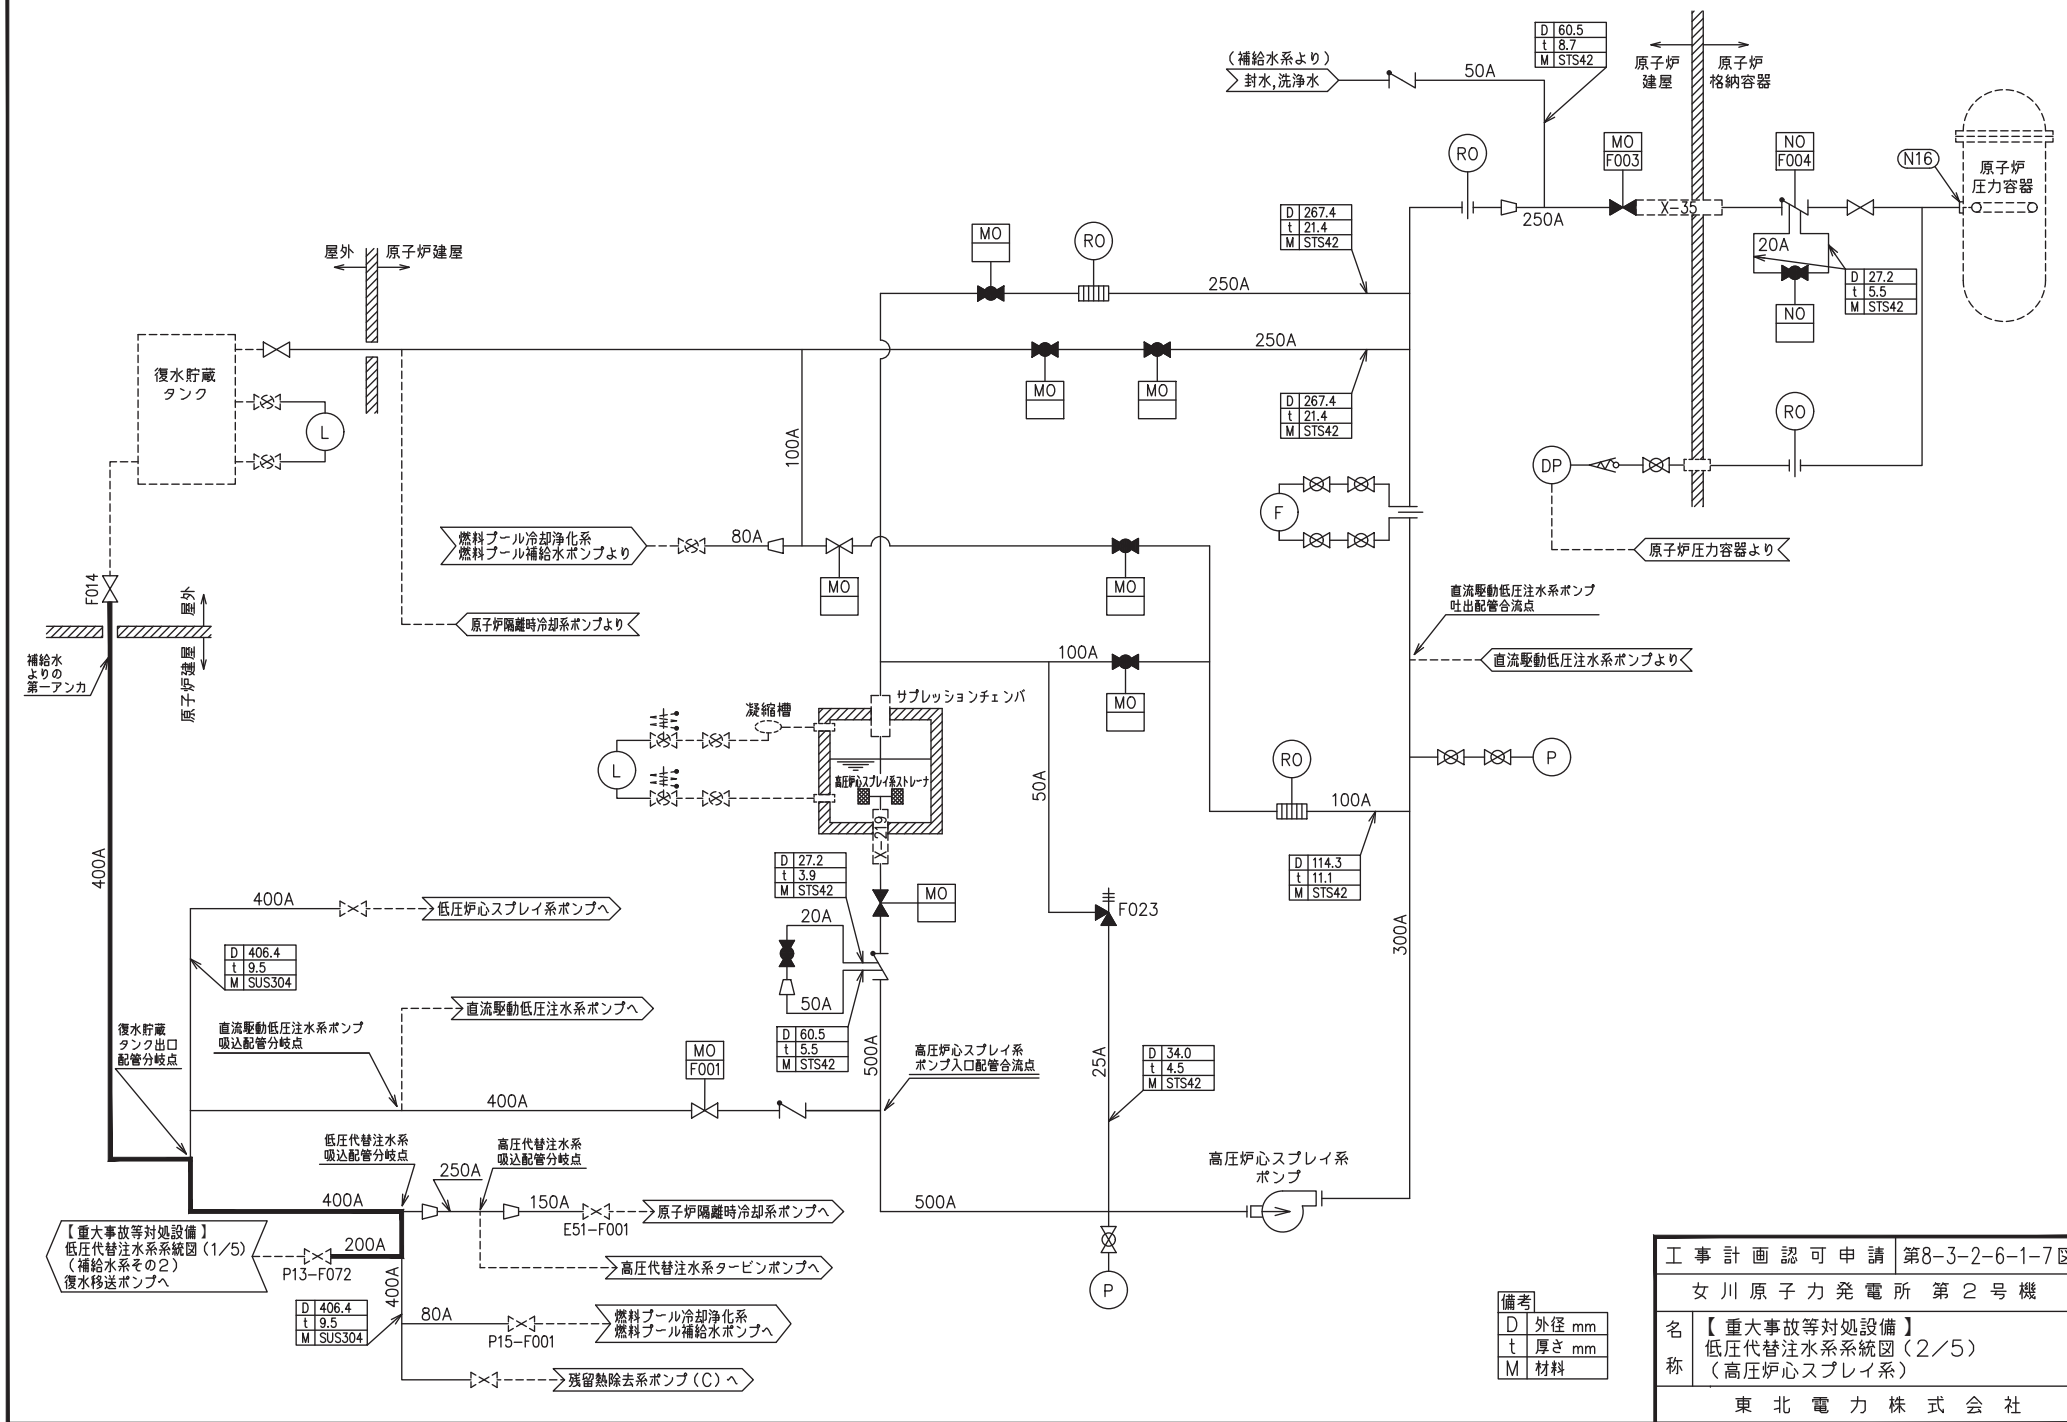 (補給水系より)
封水,洗浄水
50A
D 60.5
t 8.7
M STS42
原子炉
建屋
原子炉
格納容器
RO
MO
F003
NO
F004
N16
原子炉
圧力容器
250A
X-35
20A
D 27.2
t 5.5
M STS42
NO
屋外
原子炉建屋
MO
RO
250A
D 267.4
t 21.4
M STS42
復水貯蔵
タンク
L
MO
MO
250A
D 267.4
t 21.4
M STS42
RO
DP
原子炉圧力容器より
100A
F
燃料プール冷却浄化系
燃料プール補給水ポンプより
80A
MO
MO
F014
屋外
原子炉建屋
原子炉隔離時冷却系ポンプより
補給水
よりの
第一アンカ
直流駆動低圧注水系ポンプ
吐出配管合流点
直流駆動低圧注水系ポンプより
100A
MO
サプレッションチェンバ
凝縮槽
L
高圧炉心スプレイ系ストレーナ
X-219
50A
RO
100A
P
D 114.3
t 11.1
M STS42
400A
D 27.2
t 3.9
M STS42
MO
F023
300A
400A
低圧炉心スプレイ系ポンプへ
20A
50A
D 406.4
t 9.5
M SUS304
直流駆動低圧注水系ポンプへ
D 60.5
t 5.5
M STS42
500A
復水貯蔵
タンク出口
配管分岐点
直流駆動低圧注水系ポンプ
吸込配管分岐点
MO
F001
高圧炉心スプレイ系
ポンプ入口配管合流点
25A
D 34.0
t 4.5
M STS42
400A
低圧代替注水系
吸込配管分岐点
高圧代替注水系
吸込配管分岐点
250A
高圧炉心スプレイ系
ポンプ
400A
150A
E51-F001
原子炉隔離時冷却系ポンプへ
500A
【重大事故等対処設備】
低圧代替注水系系統図(1/5)
(補給水系その2)
復水移送ポンプへ
200A
P13-F072
高圧代替注水系タービンポンプへ
P
400A
D 406.4
t 9.5
M SUS304
80A
P15-F001
燃料プール冷却浄化系
燃料プール補給水ポンプへ
残留熱除去系ポンプ(C)へ
備考
D 外径 mm
t 厚さ mm
M 材料
工事計画認可申請 第8-3-2-6-1-7図
女川原子力発電所 第2号機
名称
【重大事故等対処設備】
低圧代替注水系系統図(2/5)
(高圧炉心スプレイ系)
東北電力株式会社